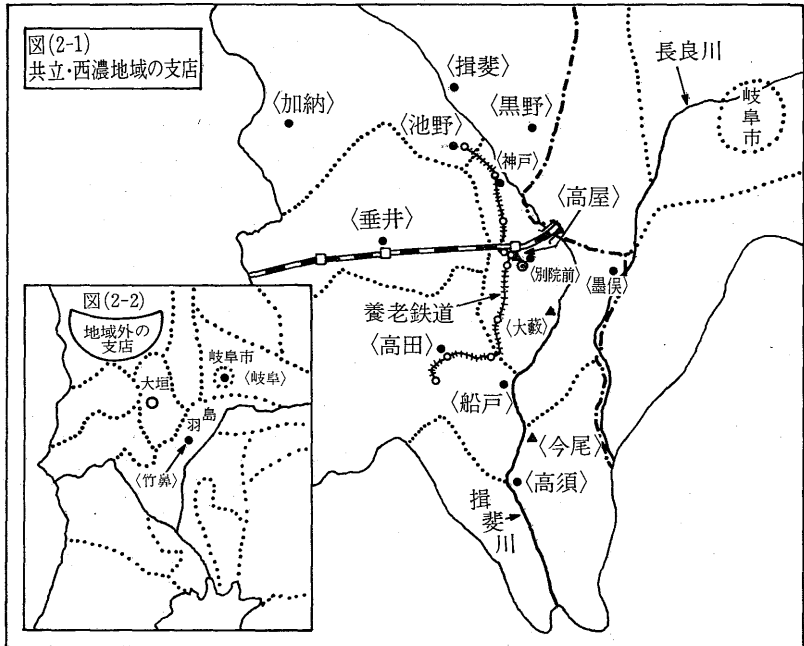 図(2-1)
共立・西濃地域の支店
〈揖斐〉
長良川
〈加納〉
〈黒野〉
岐阜市
〈池野〉
〈神戸〉
〈高屋〉
〈垂井〉
〈別院前〉
〈墨俣〉
養老鉄道
〈大藪〉
〈高田〉
〈船戸〉
〈今尾〉
〈高須〉
揖斐川
図(2-2)
地域外の支店
岐阜市
大垣
〈岐阜〉
羽島
〈竹鼻〉